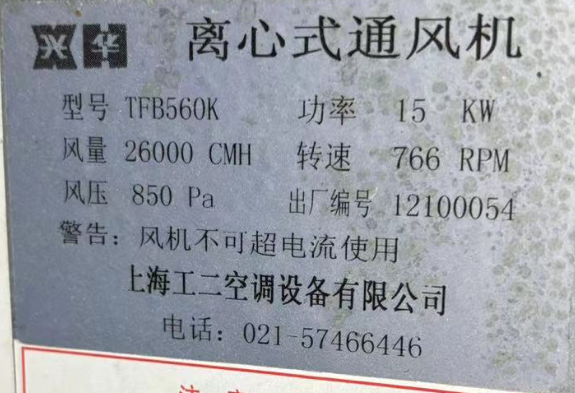 兴华 离心式通风机
型号 TFB560K 功率 15 KW
风量 26000 CMH 转速 766 RPM
风压 850 Pa 出厂编号 12100054
警告：风机不可超电流使用
上海工二空调设备有限公司
电话：021-57466446
注